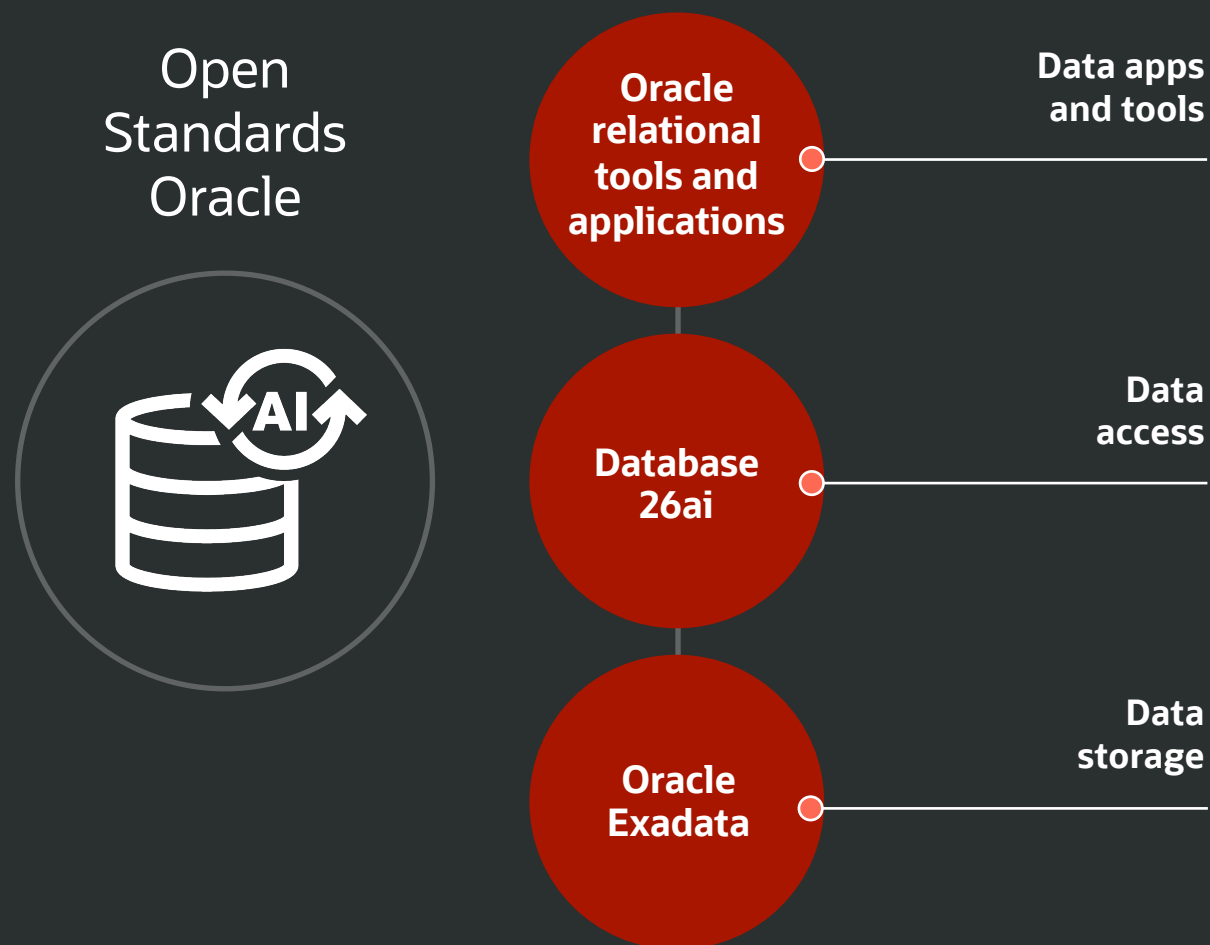 Open
Standards
Oracle
AI
Oracle
relational
tools and
applications
Data apps
and tools
Database
26ai
Data
access
Oracle
Exadata
Data
storage